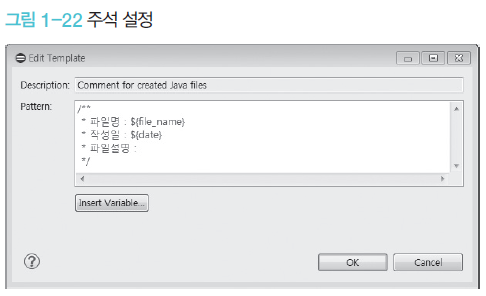 그림 1-22 주석 설정
Edit Template
Description: Comment for created Java files
Pattern:
/**
* 파일명 : ${file_name}
* 작성일 : ${date}
* 파일설명 :
*/
Insert Variable...
?
OK
Cancel